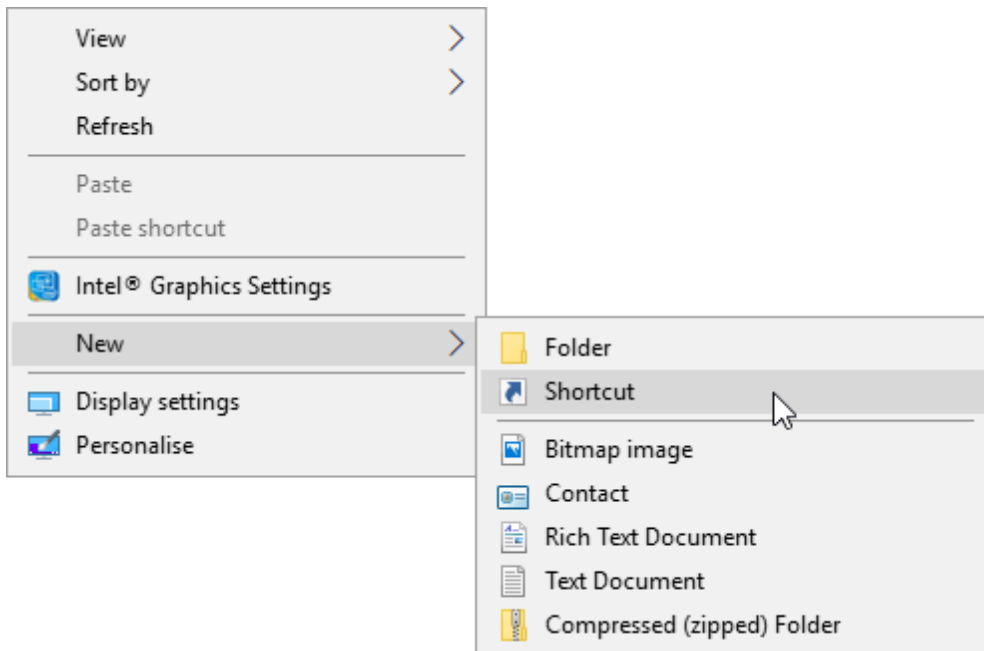 View
Sort by
Refresh
Paste
Paste shortcut
Intel® Graphics Settings
New
Display settings
Personalise
Folder
Shortcut
Bitmap image
Contact
Rich Text Document
Text Document
Compressed (zipped) Folder